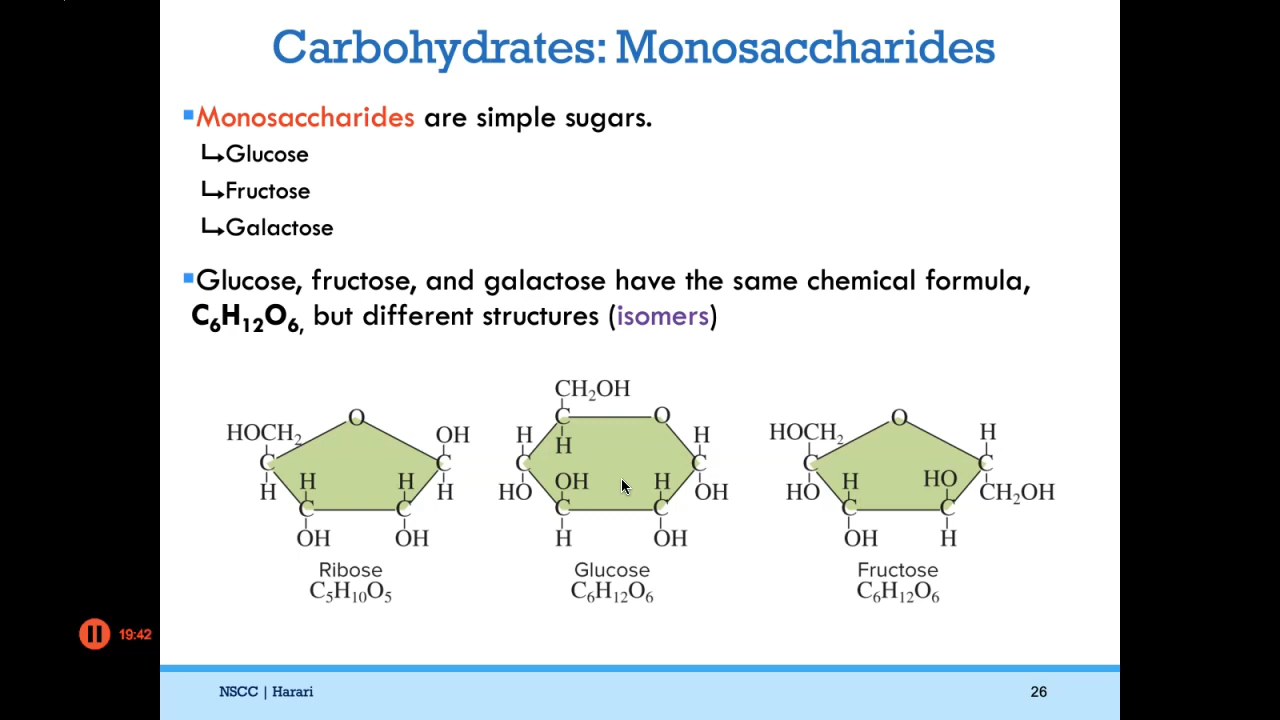 Carbohydrates: Monosaccharides
▪Monosaccharides are simple sugars.
↳Glucose
↳Fructose
↳Galactose
▪Glucose, fructose, and galactose have the same chemical formula,
C₆H₁₂O₆, but different structures (isomers)
HOCH₂ O OH
C C
H H H H
C C
OH OH
Ribose
C₅H₁₀O₅
CH₂OH
C O
H H H
C C
HO OH H OH
C C
H OH
Glucose
C₆H₁₂O₆
HOCH₂ O H
C C
HO H HO CH₂OH
C C
OH H
Fructose
C₆H₁₂O₆
19:42
NSCC | Harari
26